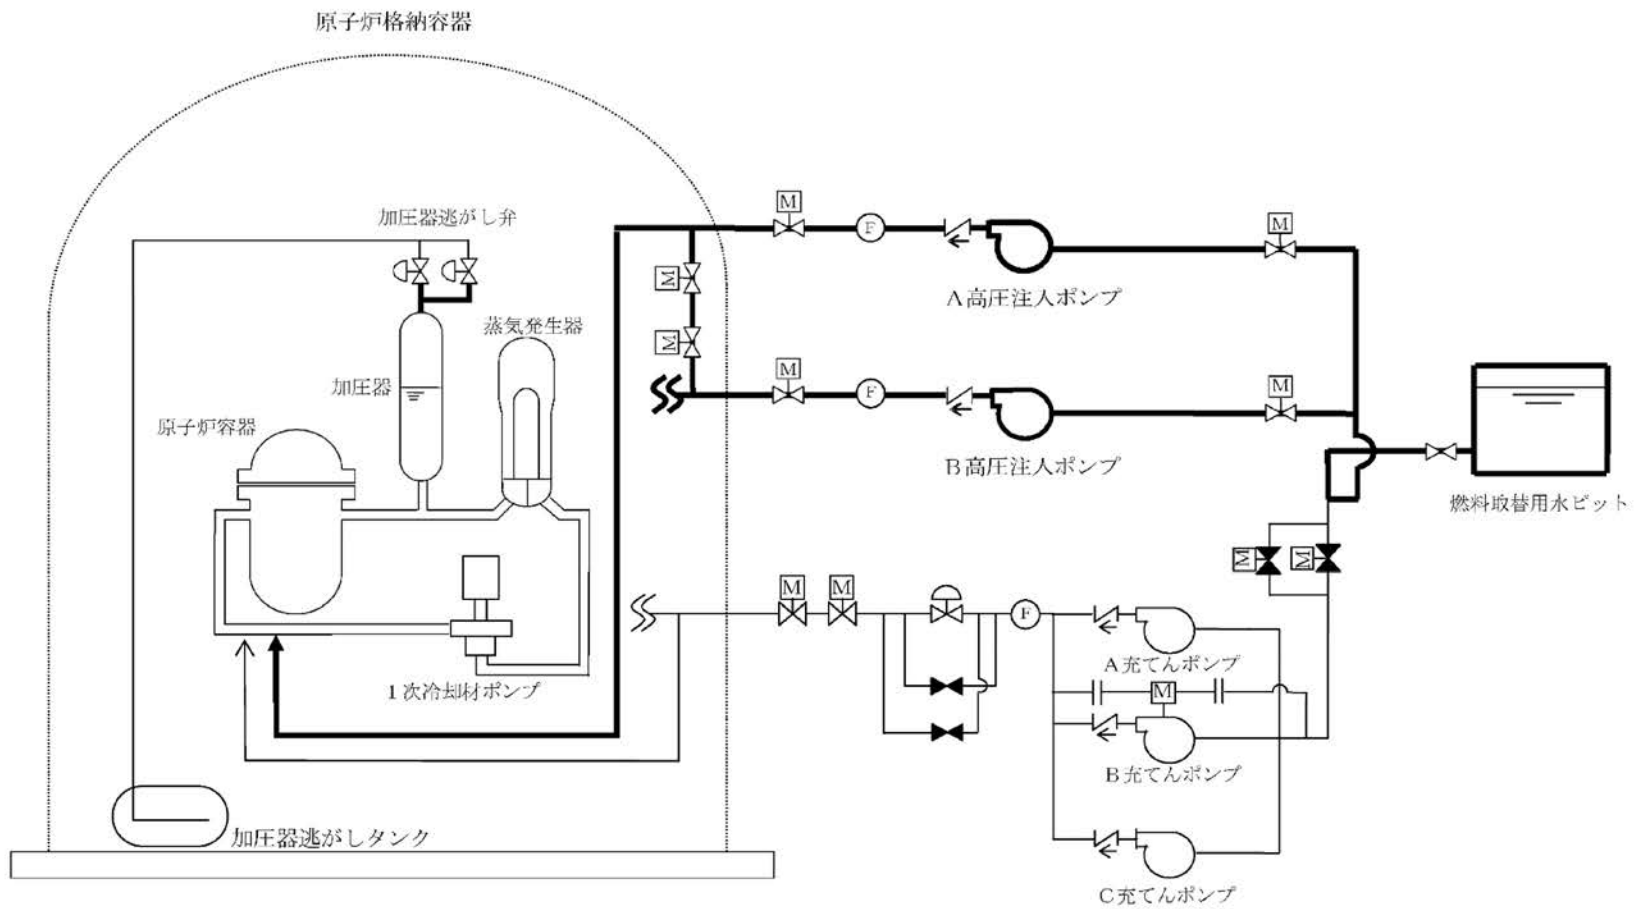 原子炉格納容器
加圧器逃がし弁
M
F
M
A高圧注入ポンプ
M
M
蒸気発生器
加圧器
原子炉容器
M
F
M
B高圧注入ポンプ
燃料取替用水ピット
M
M
M
M
F
A充てんポンプ
1次冷却材ポンプ
M
B充てんポンプ
加圧器逃がしタンク
C充てんポンプ